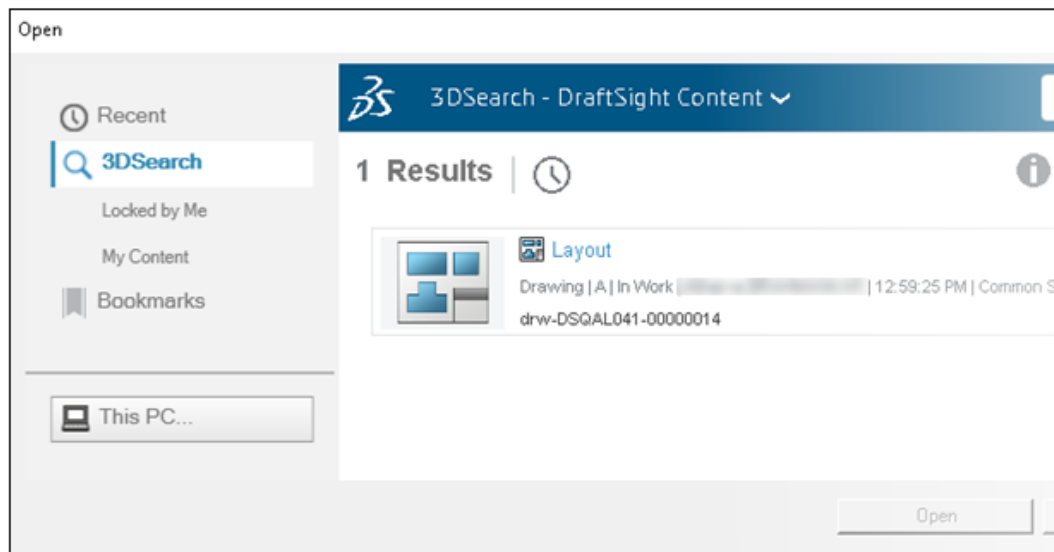 Open
Recent
3DSearch
Locked by Me
My Content
Bookmarks
This PC...
3DSearch - DraftSight Content
1 Results
Layout
Drawing | A | In Work | | 12:59:25 PM | Common S
drw-DSQAL041-00000014
Open